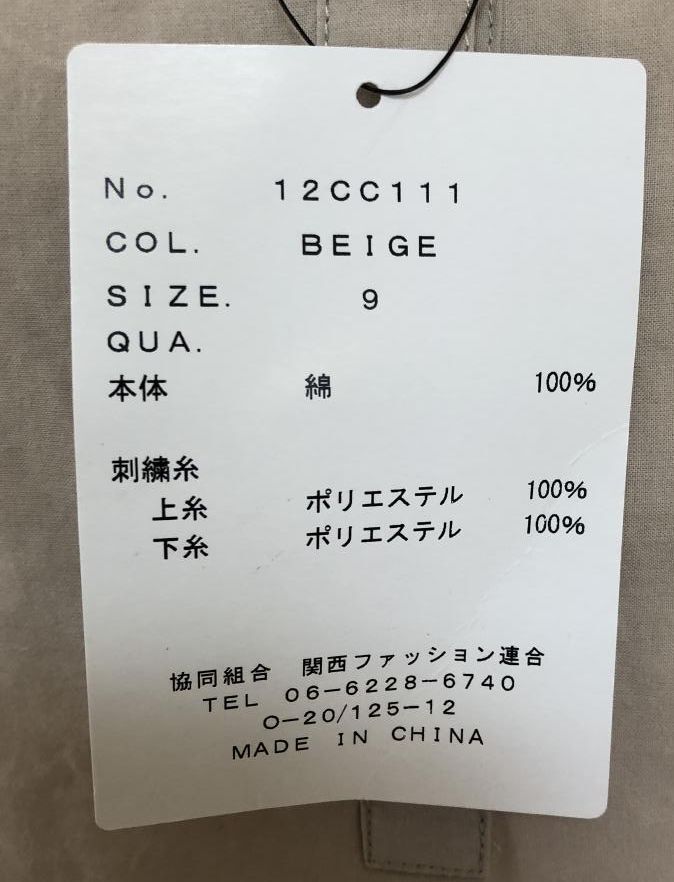 No. 12CC111
COL. BEIGE
SIZE. 9
QUA.
本体 綿 100%
刺繍糸
上糸 ポリエステル 100%
下糸 ポリエステル 100%
協同組合 関西ファッション連合
TEL 06-6228-6740
O-20/125-12
MADE IN CHINA